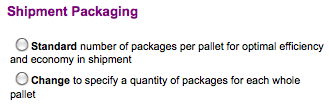 Shipment Packaging
Standard number of packages per pallet for optimal efficiency
and economy in shipment
Change to specify a quantity of packages for each whole
pallet